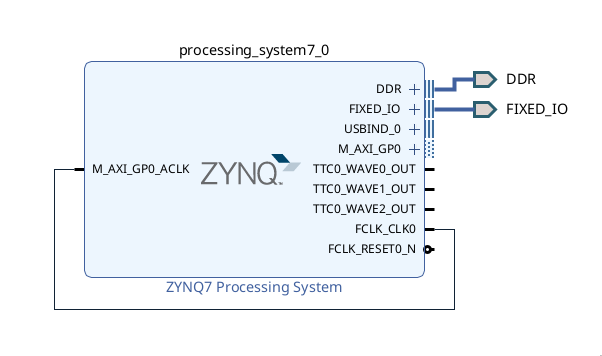 processing_system7_0
DDR
DDR
FIXED_IO
FIXED_IO
USBIND_0
M_AXI_GP0
M_AXI_GP0_ACLK
ZYNQ
TTC0_WAVE0_OUT
TTC0_WAVE1_OUT
TTC0_WAVE2_OUT
FCLK_CLK0
FCLK_RESET0_N
ZYNQ7 Processing System